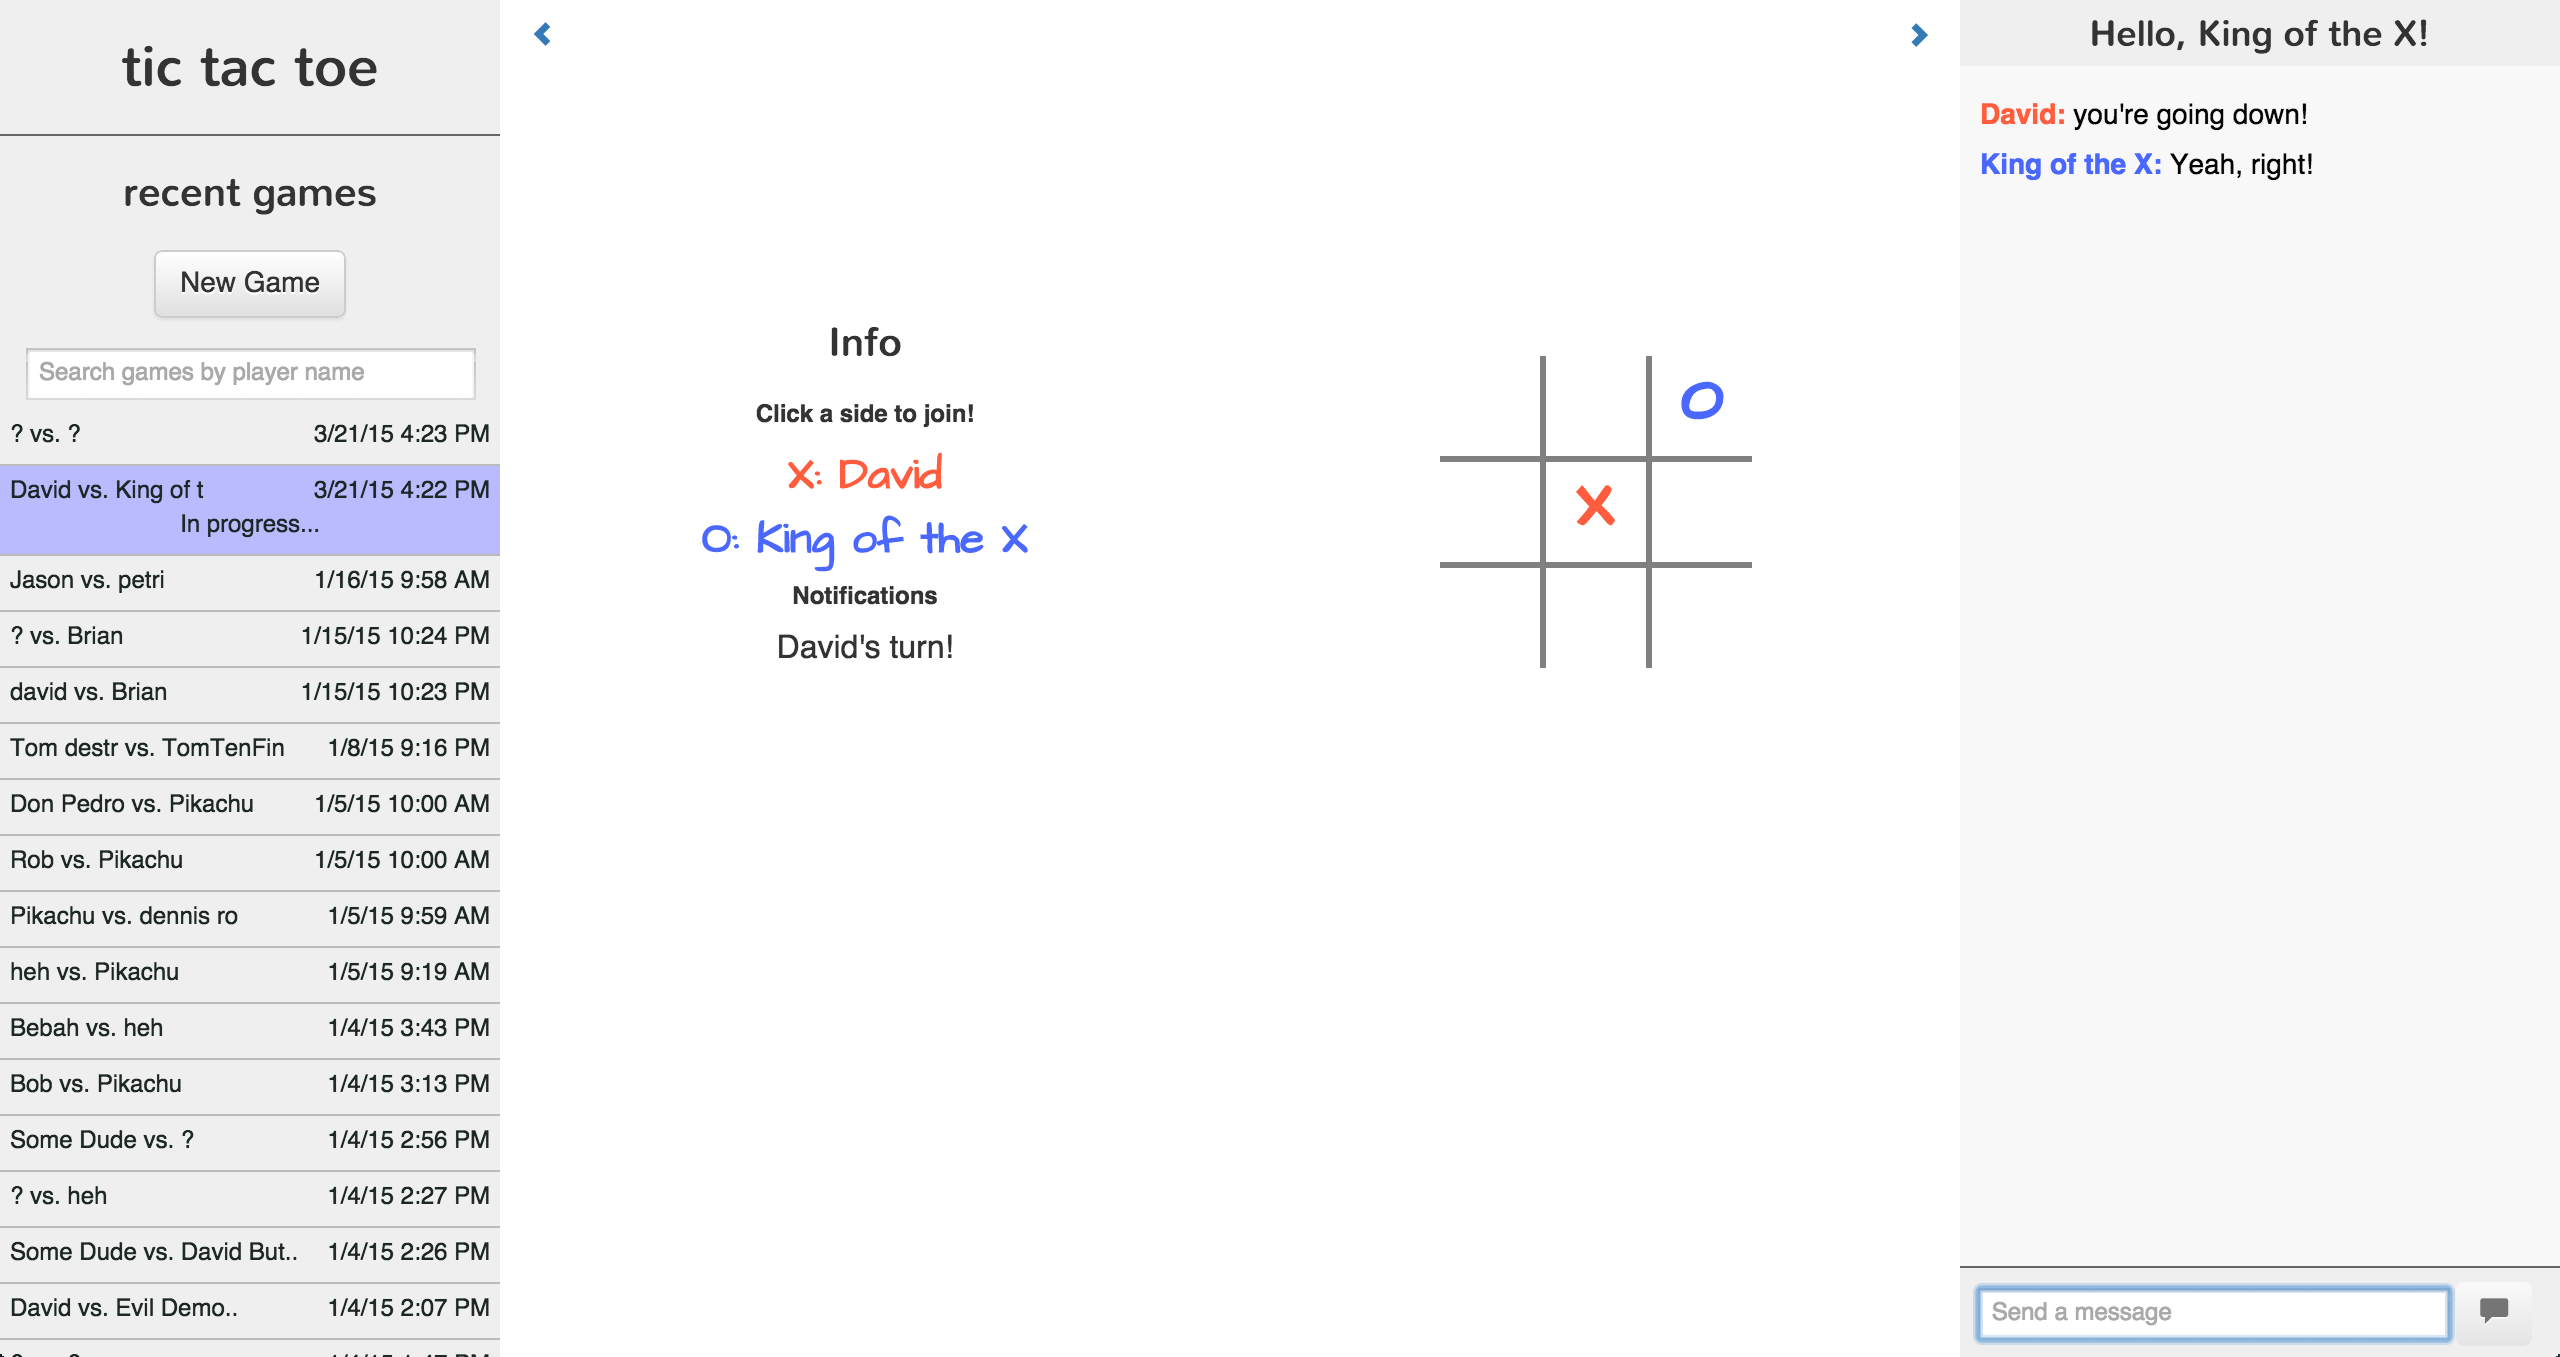 tic tac toe
recent games
New Game
Search games by player name
? vs. ? 3/21/15 4:23 PM
David vs. King of t 3/21/15 4:22 PM
In progress...
Jason vs. petri 1/16/15 9:58 AM
? vs. Brian 1/15/15 10:24 PM
david vs. Brian 1/15/15 10:23 PM
Tom destr vs. TomTenFin 1/8/15 9:16 PM
Don Pedro vs. Pikachu 1/5/15 10:00 AM
Rob vs. Pikachu 1/5/15 10:00 AM
Pikachu vs. dennis ro 1/5/15 9:59 AM
heh vs. Pikachu 1/5/15 9:19 AM
Bebah vs. heh 1/4/15 3:43 PM
Bob vs. Pikachu 1/4/15 3:13 PM
Some Dude vs. ? 1/4/15 2:56 PM
? vs. heh 1/4/15 2:27 PM
Some Dude vs. David But.. 1/4/15 2:26 PM
David vs. Evil Demo.. 1/4/15 2:07 PM
Info
Click a side to join!
X: David
O: King of the X
Notifications
David's turn!
O
X
Hello, King of the X!
David: you're going down!
King of the X: Yeah, right!
Send a message